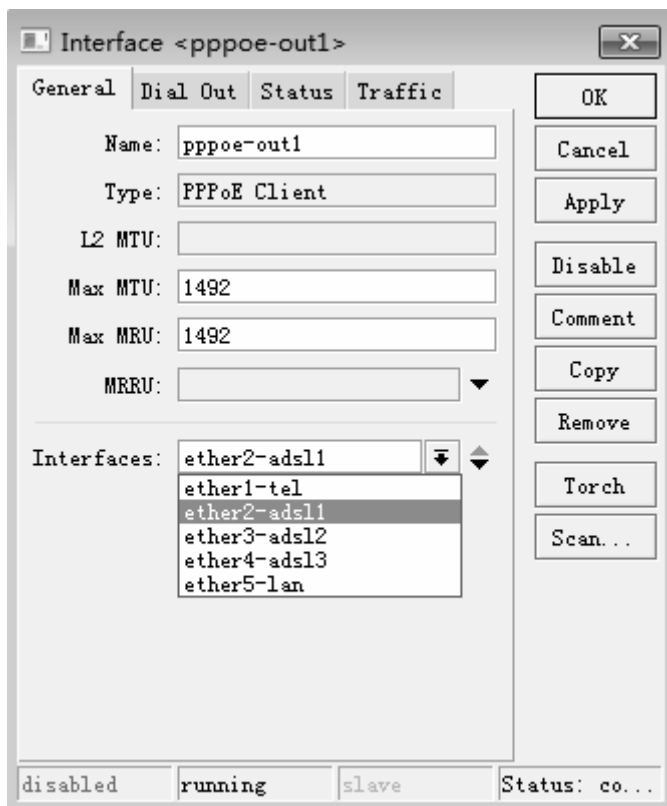 Interface <pppoe-out1>
General Dial Out Status Traffic
OK
Name: pppoe-out1
Cancel
Type: PPPoE Client
Apply
L2 MTU:
Disable
Max MTU: 1492
Comment
Max MRU: 1492
Copy
MRRU:
Remove
Interfaces: ether2-adsl1
ether1-tel
Torch
ether2-adsl1
ether3-adsl2
Scan...
ether4-adsl3
ether5-lan
disabled running slave Status: co...